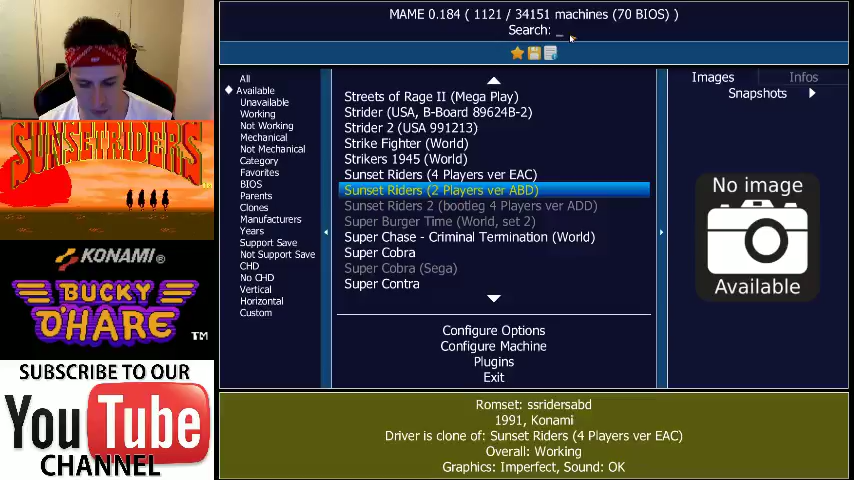 MAME 0.184 ( 1121 / 34151 machines (70 BIOS) )
Search: _
All
Available
Unavailable
Working
Not Working
Mechanical
Not Mechanical
Category
Favorites
BIOS
Parents
Clones
Manufacturers
Years
Support Save
Not Support Save
CHD
No CHD
Vertical
Horizontal
Custom
Streets of Rage II (Mega Play)
Strider (USA, B-Board 89624B-2)
Strider 2 (USA 991213)
Strike Fighter (World)
Strikers 1945 (World)
Sunset Riders (4 Players ver EAC)
Sunset Riders (2 Players ver ABD)
Sunset Riders 2 (bootleg 4 Players ver ADD)
Super Burger Time (World, set 2)
Super Chase - Criminal Termination (World)
Super Cobra
Super Cobra (Sega)
Super Contra
Configure Options
Configure Machine
Plugins
Exit
Images
Infos
Snapshots
No image
Available
Romset: ssridersabd
1991, Konami
Driver is clone of: Sunset Riders (4 Players ver EAC)
Overall: Working
Graphics: Imperfect, Sound: OK
SUNSETRIDERS
KONAMI®
BUCKY
O'HARE
TM
SUBSCRIBE TO OUR
YouTube
CHANNEL